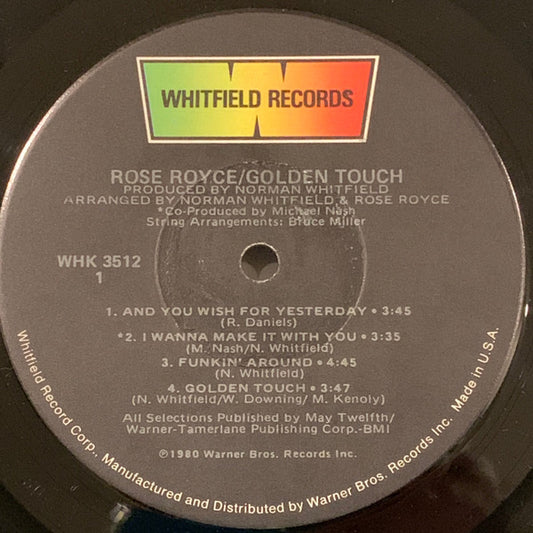 WHITFIELD RECORDS
ROSE ROYCE/GOLDEN TOUCH
PRODUCED BY NORMAN WHITFIELD
ARRANGED BY NORMAN WHITFIELD & ROSE ROYCE
*Co-Produced by Michael Nash
String Arrangements: Bruce Miller
WHK 3512
1
1. AND YOU WISH FOR YESTERDAY • 3:45
(R. Daniels)
*2. I WANNA MAKE IT WITH YOU • 3:35
(M. Nash/N. Whitfield)
3. FUNKIN' AROUND • 4:45
(N. Whitfield)
4. GOLDEN TOUCH • 3:47
(N. Whitfield/W. Downing/ M. Kenoly)
All Selections Published by May Twelfth/
Warner-Tamerlane Publishing Corp.-BMI
℗1980 Warner Bros. Records Inc.
Whitfield Record Corp., Manufactured and Distributed by Warner Bros. Records Inc. Made in U.S.A.